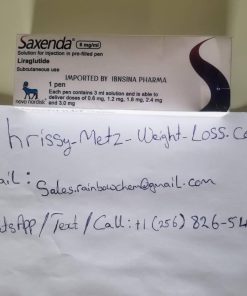 Saxenda® 6 mg/ml
Solution for injection in pre-filled pen
Liraglutide
Subcutaneous use
IMPORTED BY IBNSINA PHARMA
1 pen
Each pen contains 3 ml solution and is able to
deliver doses of 0.6 mg, 1.2 mg, 1.8 mg, 2.4 mg
and 3.0 mg
novo nordisk
hrissy-Metz-Weight-Loss.co
ail: Sales.rainbowchem@gmail.com
atsApp/Text/Call: +1 (256) 826-54